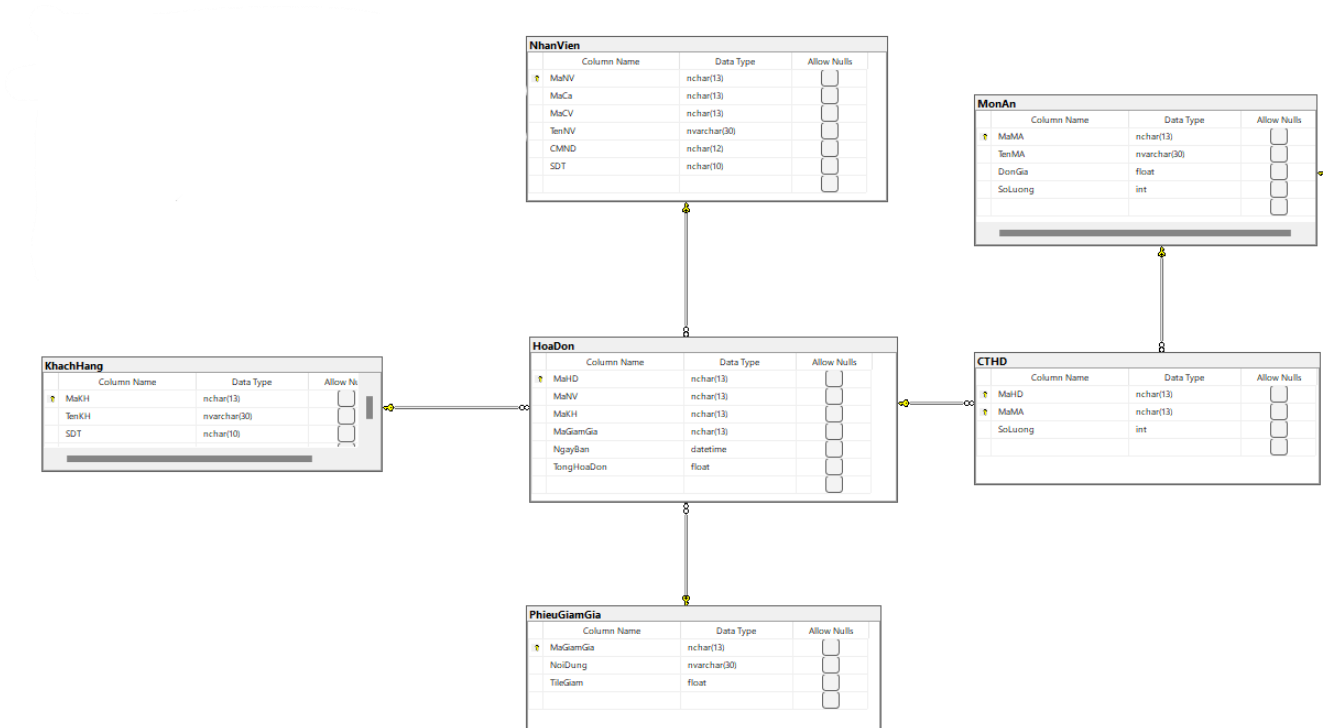 NhanVien
Column Name Data Type Allow Nulls
MaNV nchar(13)
MaCa nchar(13)
MaCV nchar(13)
TenNV nvarchar(30)
CMND nchar(12)
SDT nchar(10)
MonAn
Column Name Data Type Allow Nulls
MaMA nchar(13)
TenMA nvarchar(30)
DonGia float
SoLuong int
KhachHang
Column Name Data Type Allow Nu
MaKH nchar(13)
TenKH nvarchar(30)
SDT nchar(10)
HoaDon
Column Name Data Type Allow Nulls
MaHD nchar(13)
MaNV nchar(13)
MaKH nchar(13)
MaGiamGia nchar(13)
NgayBan datetime
TongHoaDon float
CTHD
Column Name Data Type Allow Nulls
MaHD nchar(13)
MaMA nchar(13)
SoLuong int
PhieuGiamGia
Column Name Data Type Allow Nulls
MaGiamGia nchar(13)
NoiDung nvarchar(30)
TileGiam float